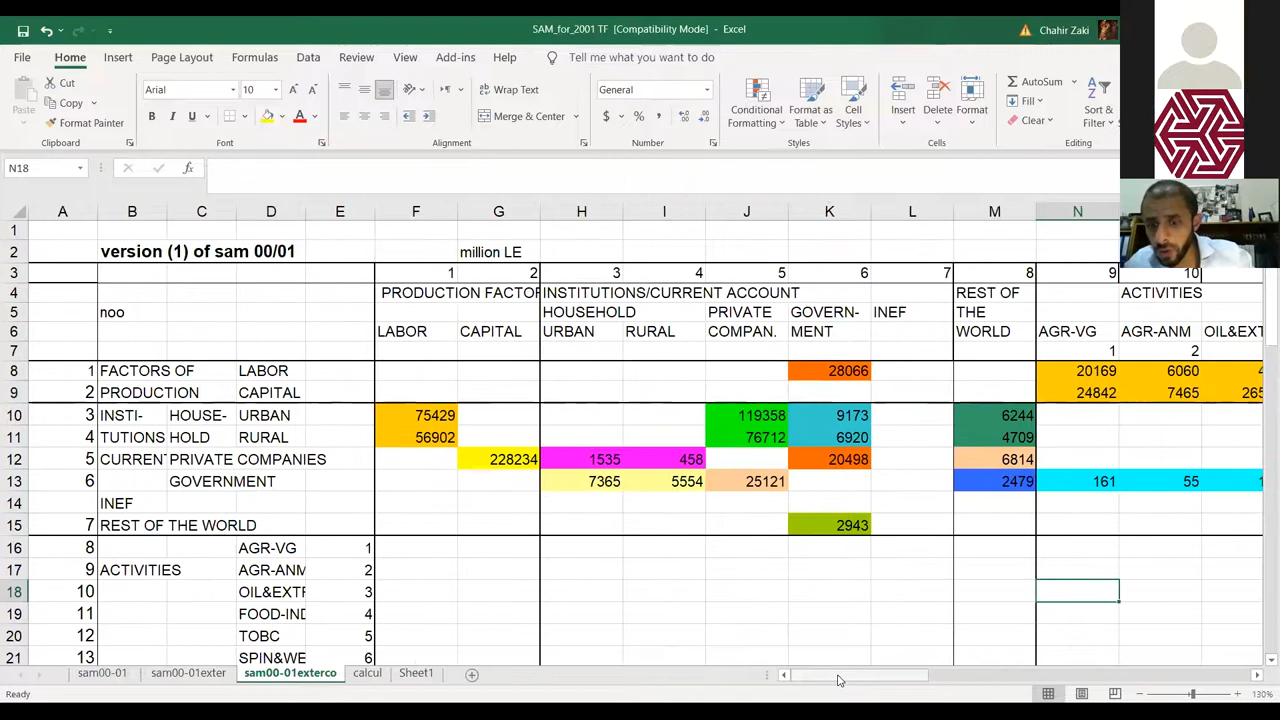 SAM_for_2001 TF [Compatibility Mode] - Excel
Chahir Zaki
File Home Insert Page Layout Formulas Data Review View Add-ins Help Tell me what you want to do
Cut
Copy
Format Painter
Paste
Clipboard
Arial 10
Font
Wrap Text
Merge & Center
Alignment
General
Number
Conditional Formatting
Format as Table
Cell Styles
Styles
Insert Delete Format
Cells
AutoSum
Fill
Clear
Sort &
Editing
N18
A B C D E F G H I J K L M N
1
2 version (1) of sam 00/01 million LE
3 1 2 3 4 5 6 7 8 9 10
4 PRODUCTION FACTOR INSTITUTIONS/CURRENT ACCOUNT REST OF ACTIVITIES
5 noo HOUSEHOLD PRIVATE GOVERN- INEF THE
6 LABOR CAPITAL URBAN RURAL COMPAN. MENT WORLD AGR-VG AGR-ANM OIL&EXT
7 1 2
8 1 FACTORS OF LABOR 28066 20169 6060
9 2 PRODUCTION CAPITAL 24842 7465 265
10 3 INSTI- HOUSE- URBAN 75429 119358 9173 6244
11 4 TUTIONS HOLD RURAL 56902 76712 6920 4709
12 5 CURREN PRIVATE COMPANIES 228234 1535 458 20498 6814
13 6 GOVERNMENT 7365 5554 25121 2479 161 55
14 INEF
15 7 REST OF THE WORLD 2943
16 8 AGR-VG 1
17 9 ACTIVITIES AGR-ANM 2
18 10 OIL&EXTF 3
19 11 FOOD-IND 4
20 12 TOBC 5
21 13 SPIN&WE 6
sam00-01 sam00-01exter sam00-01exterco calcul Sheet1
Ready 130%